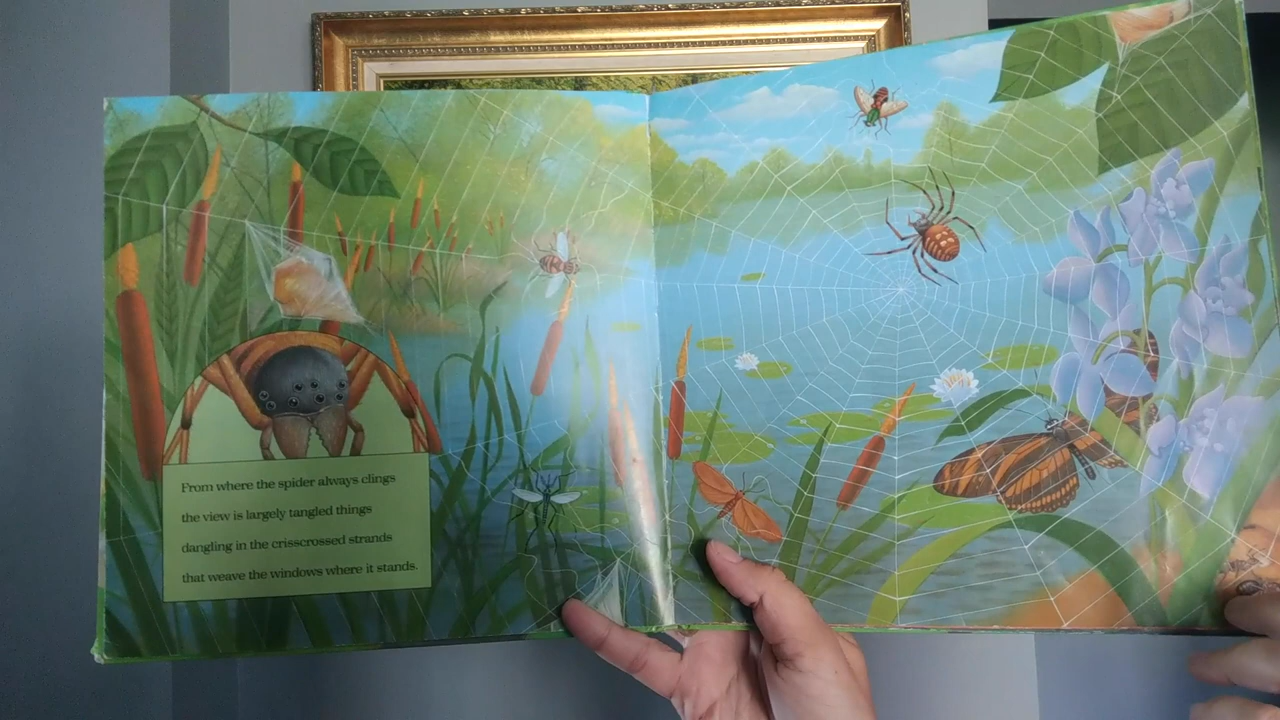 From where the spider always clings
the view is largely tangled things
dangling in the crisscrossed strands
that weave the windows where it stands.